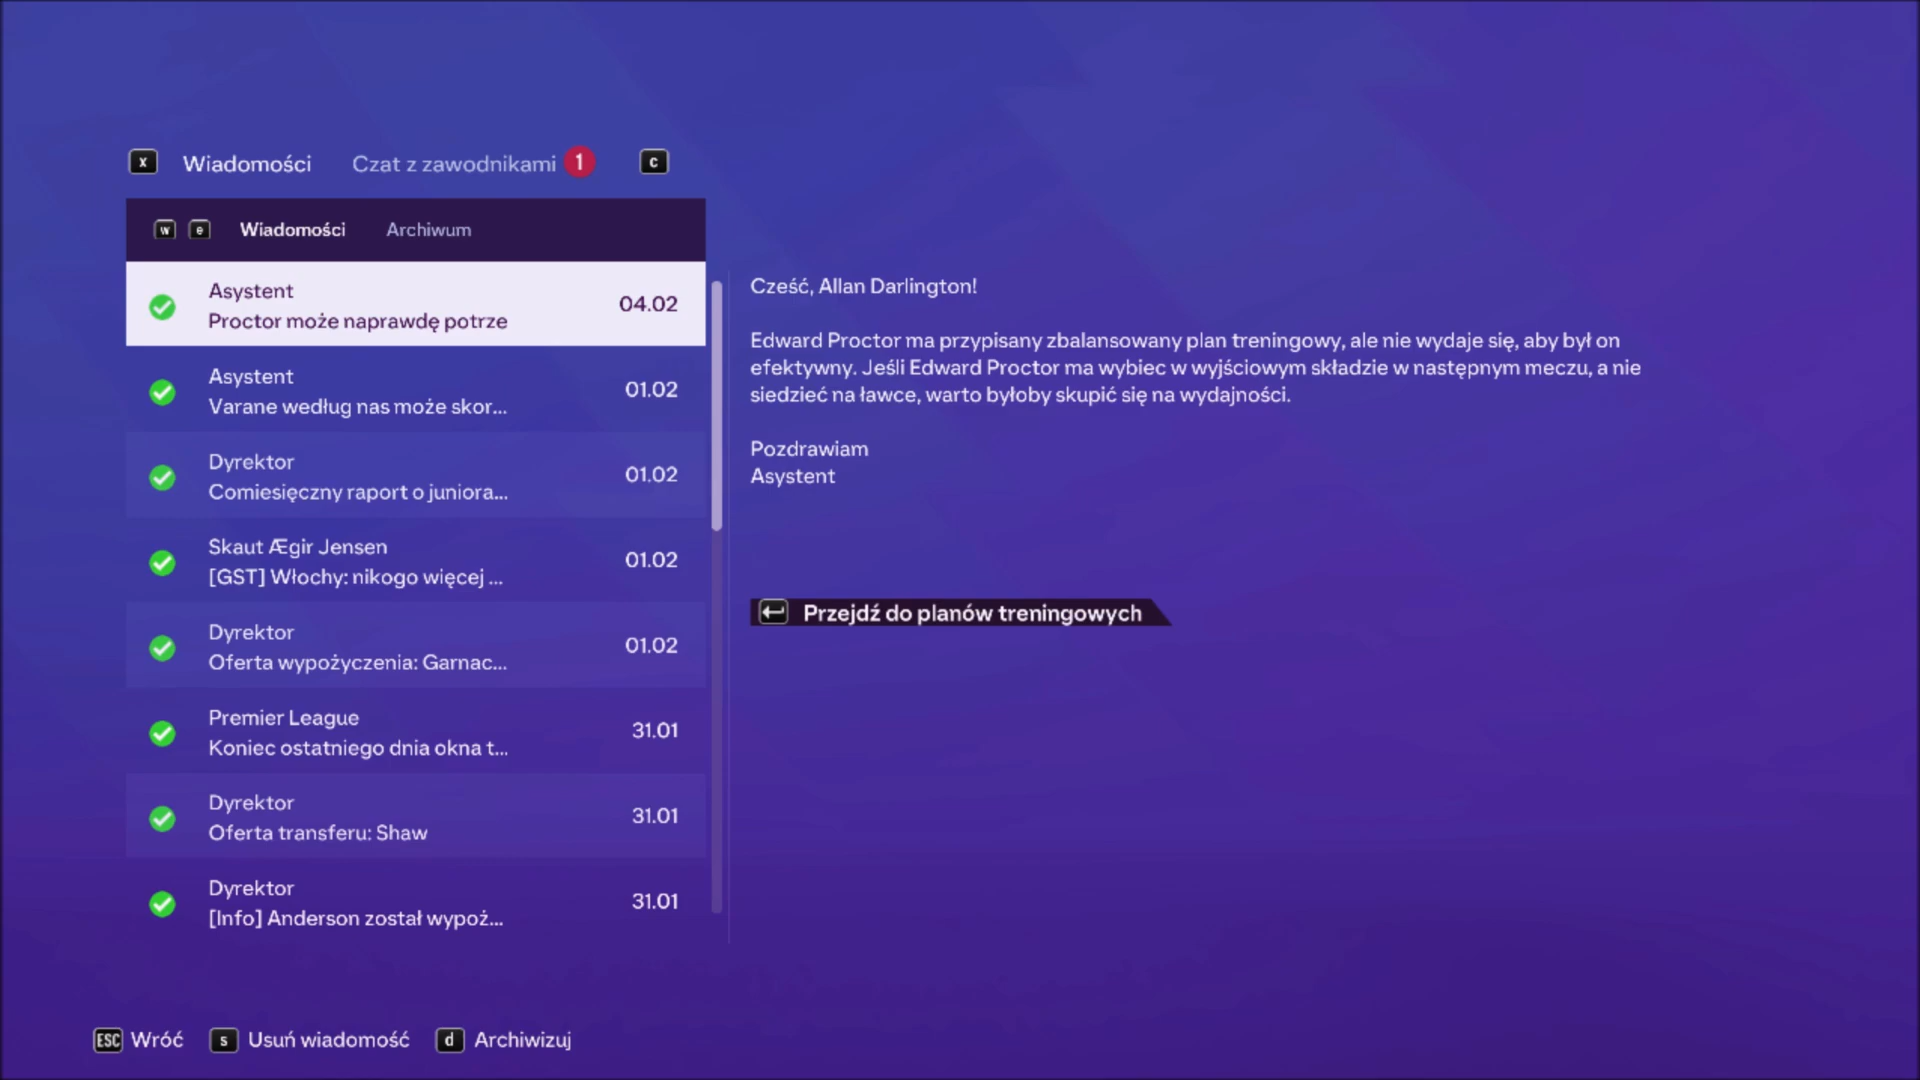 x Wiadomości Czat z zawodnikami 1 c
w e Wiadomości Archiwum
Asystent
Proctor może naprawdę potrze
04.02
Asystent
Varane według nas może skor...
01.02
Dyrektor
Comiesięczny raport o juniora...
01.02
Skaut Ægir Jensen
[GST] Włochy: nikogo więcej ...
01.02
Dyrektor
Oferta wypożyczenia: Garnac...
01.02
Premier League
Koniec ostatniego dnia okna t...
31.01
Dyrektor
Oferta transferu: Shaw
31.01
Dyrektor
[Info] Anderson został wypoż...
31.01
Cześć, Allan Darlington!
Edward Proctor ma przypisany zbalansowany plan treningowy, ale nie wydaje się, aby był on
efektywny. Jeśli Edward Proctor ma wybiec w wyjściowym składzie w następnym meczu, a nie
siedzieć na ławce, warto byłoby skupić się na wydajności.
Pozdrawiam
Asystent
Przejdź do planów treningowych
ESC Wróć s Usuń wiadomość d Archiwizuj